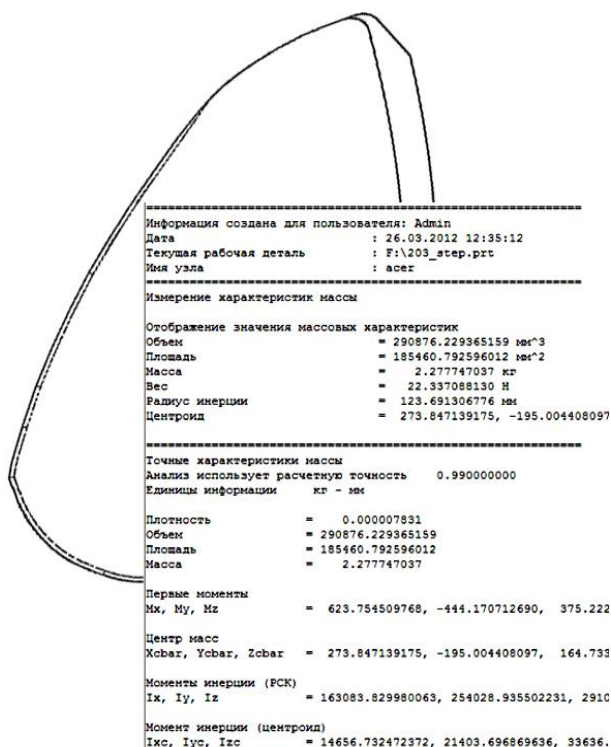 Информация создана для пользователя: Admin
Дата : 26.03.2012 12:35:12
Текущая рабочая деталь : F:\203_step.prt
Имя узла : acer
Измерение характеристик массы
Отображение значения массовых характеристик
Объем = 290876.229365159 мм^3
Площадь = 185460.792596012 мм^2
Масса = 2.277747037 кг
Вес = 22.337088130 Н
Радиус инерции = 123.691306776 мм
Центроид = 273.847139175, -195.004408097
Точные характеристики массы
Анализ использует расчетную точность 0.990000000
Единицы информации кг - мм
Плотность = 0.000007831
Объем = 290876.229365159
Площадь = 185460.792596012
Масса = 2.277747037
Первые моменты
Mx, My, Mz = 623.754509768, -444.170712690, 375.222
Центр масс
Xcbar, Ycbar, Zcbar = 273.847139175, -195.004408097, 164.733
Моменты инерции (РСК)
Ix, Iy, Iz = 163083.829980063, 254028.935502231, 2910
Момент инерции (центроид)
Ixc, Iyc, Izc = 14656.732472372, 21403.696869636, 33636.